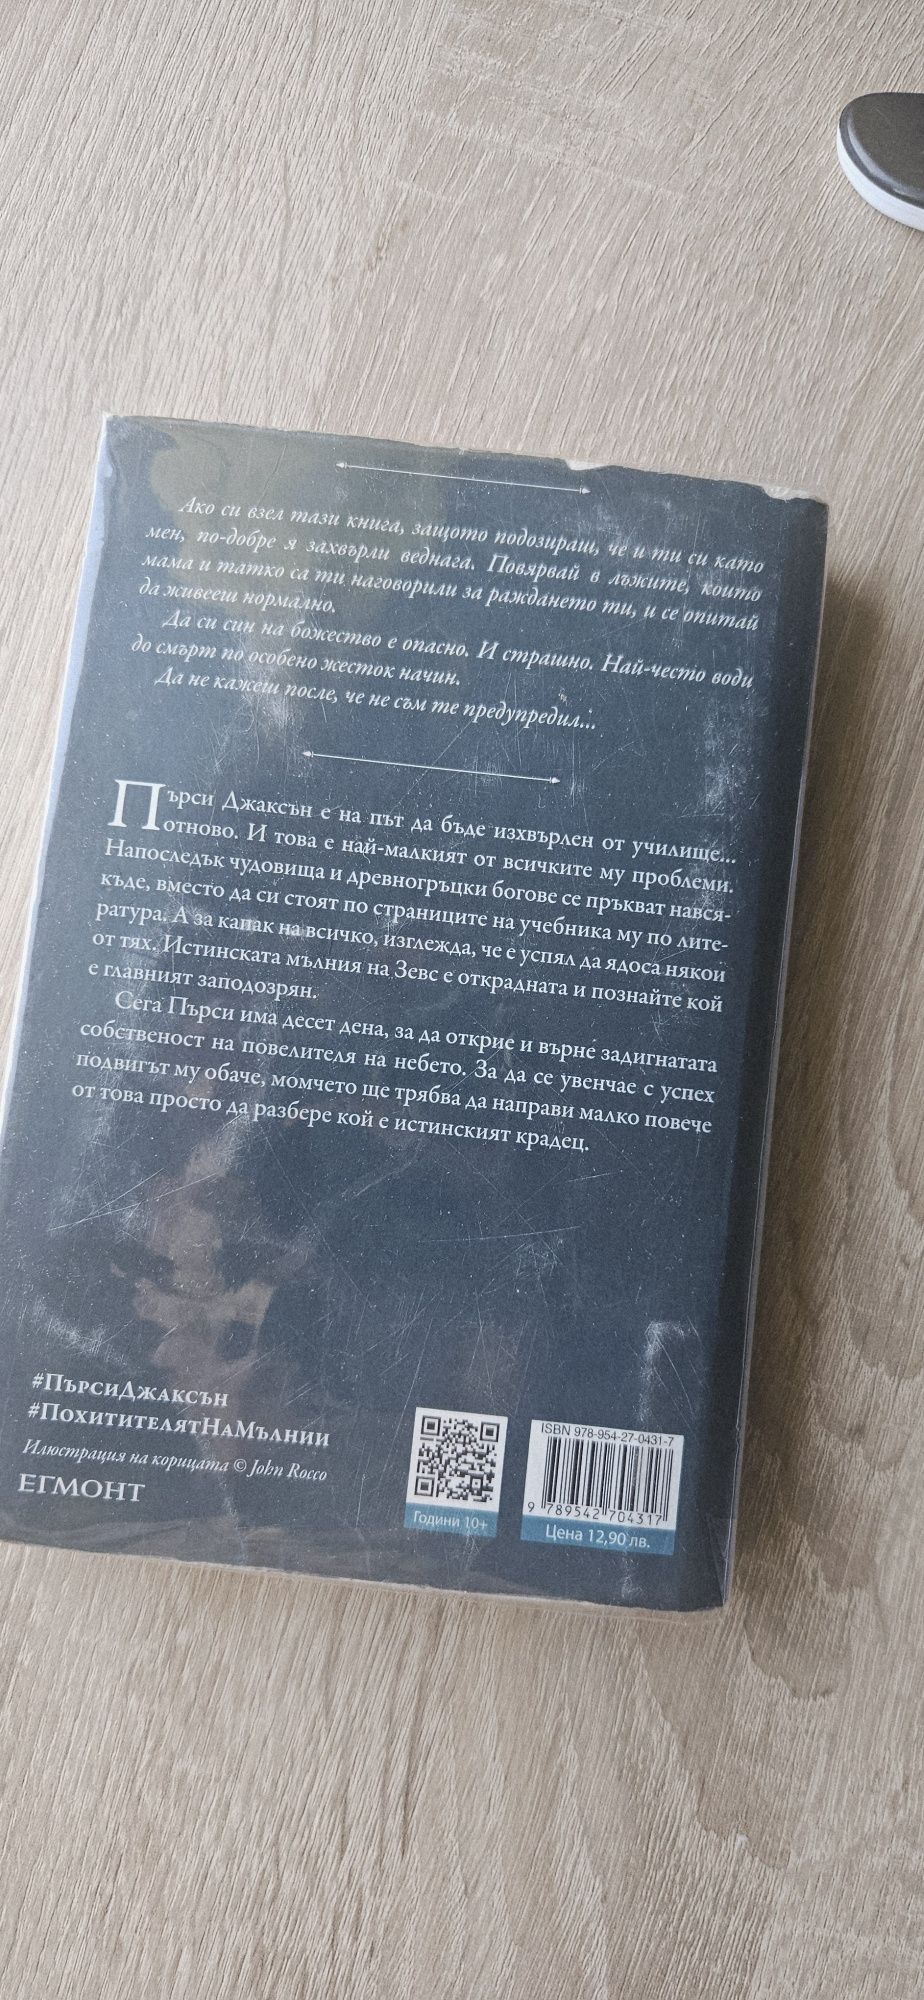 Ако си взел тази книга, защото подозираш, че и ти си като
мен, по-добре я захвърли веднага. Повярвай в лъжите, които
мама и татко са ти наговорили за раждането ти, и се опитай
да живееш нормално.
Да си син на божество е опасно. И страшно. Най-често води
до смърт по особено жесток начин.
Да не кажеш после, че не съм те предупредил...
Пърси Джаксън е на път да бъде изхвърлен от училище...
отново. И това е най-малкият от всичките му проблеми.
Напоследък чудовища и древногръцки богове се пръкват нався-
къде, вместо да си стоят по страниците на учебника му по лите-
ратура. А за капак на всичко, изглежда, че е успял да ядоса някои
от тях. Истинската мълния на Зевс е открадната и познайте кой
е главният заподозрян.
Сега Пърси има десет дена, за да открие и върне задигнатата
собственост на повелителя на небето. За да се увенчае с успех
подвигът му обаче, момчето ще трябва да направи малко повече
от това просто да разбере кой е истинският крадец.
#ПърсиДжаксън
#ПохитителятНаМълнии
Илюстрация на корицата © John Rocco
ЕГМОНТ
Години 10+
ISBN 978-954-27-0431-7
9 789542 704317
Цена 12,90 лв.